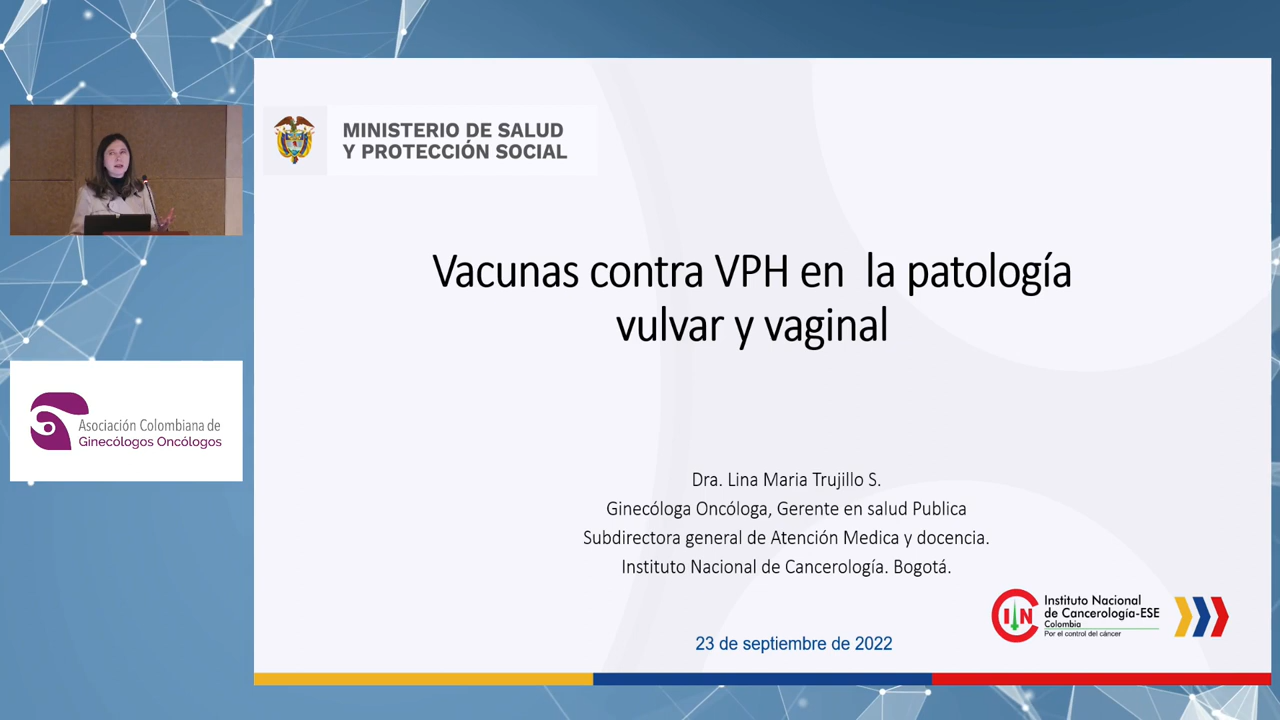 MINISTERIO DE SALUD
Y PROTECCIÓN SOCIAL
Vacunas contra VPH en la patología
vulvar y vaginal
Asociación Colombiana de
Ginecólogos Oncólogos
Dra. Lina Maria Trujillo S.
Ginecóloga Oncóloga, Gerente en salud Publica
Subdirectora general de Atención Medica y docencia.
Instituto Nacional de Cancerología. Bogotá.
Instituto Nacional
de Cancerología-ESE
Colombia
Por el control del cáncer
23 de septiembre de 2022